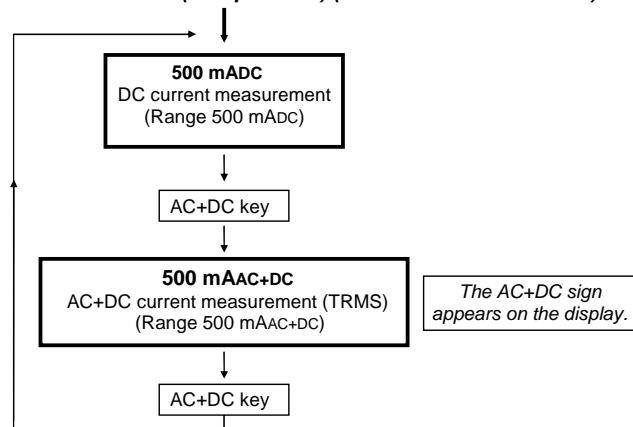 500 mADC
DC current measurement
(Range 500 mADC)
AC+DC key
500 mAAC+DC
AC+DC current measurement (TRMS)
(Range 500 mAAC+DC)
The AC+DC sign
appears on the display.
AC+DC key